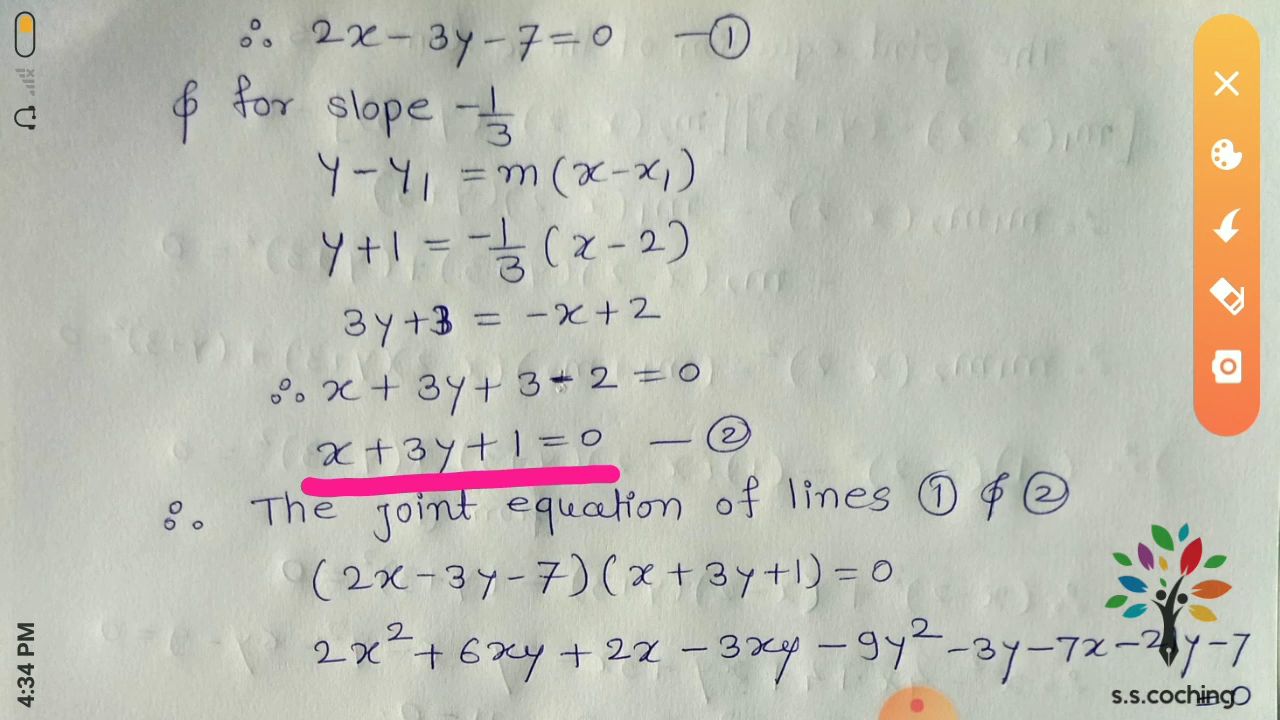 ∴ 2x - 3y - 7 = 0 — ①
& for slope -1/3
y - y₁ = m(x - x₁)
y + 1 = -1/3 (x - 2)
3y + 3 = -x + 2
∴ x + 3y + 3 - 2 = 0
x + 3y + 1 = 0 — ②
∴ The joint equation of lines ① & ②
(2x - 3y - 7)(x + 3y + 1) = 0
2x² + 6xy + 2x - 3xy - 9y² - 3y - 7x - 21y - 7
= 0
s.s.coching
4:34 PM